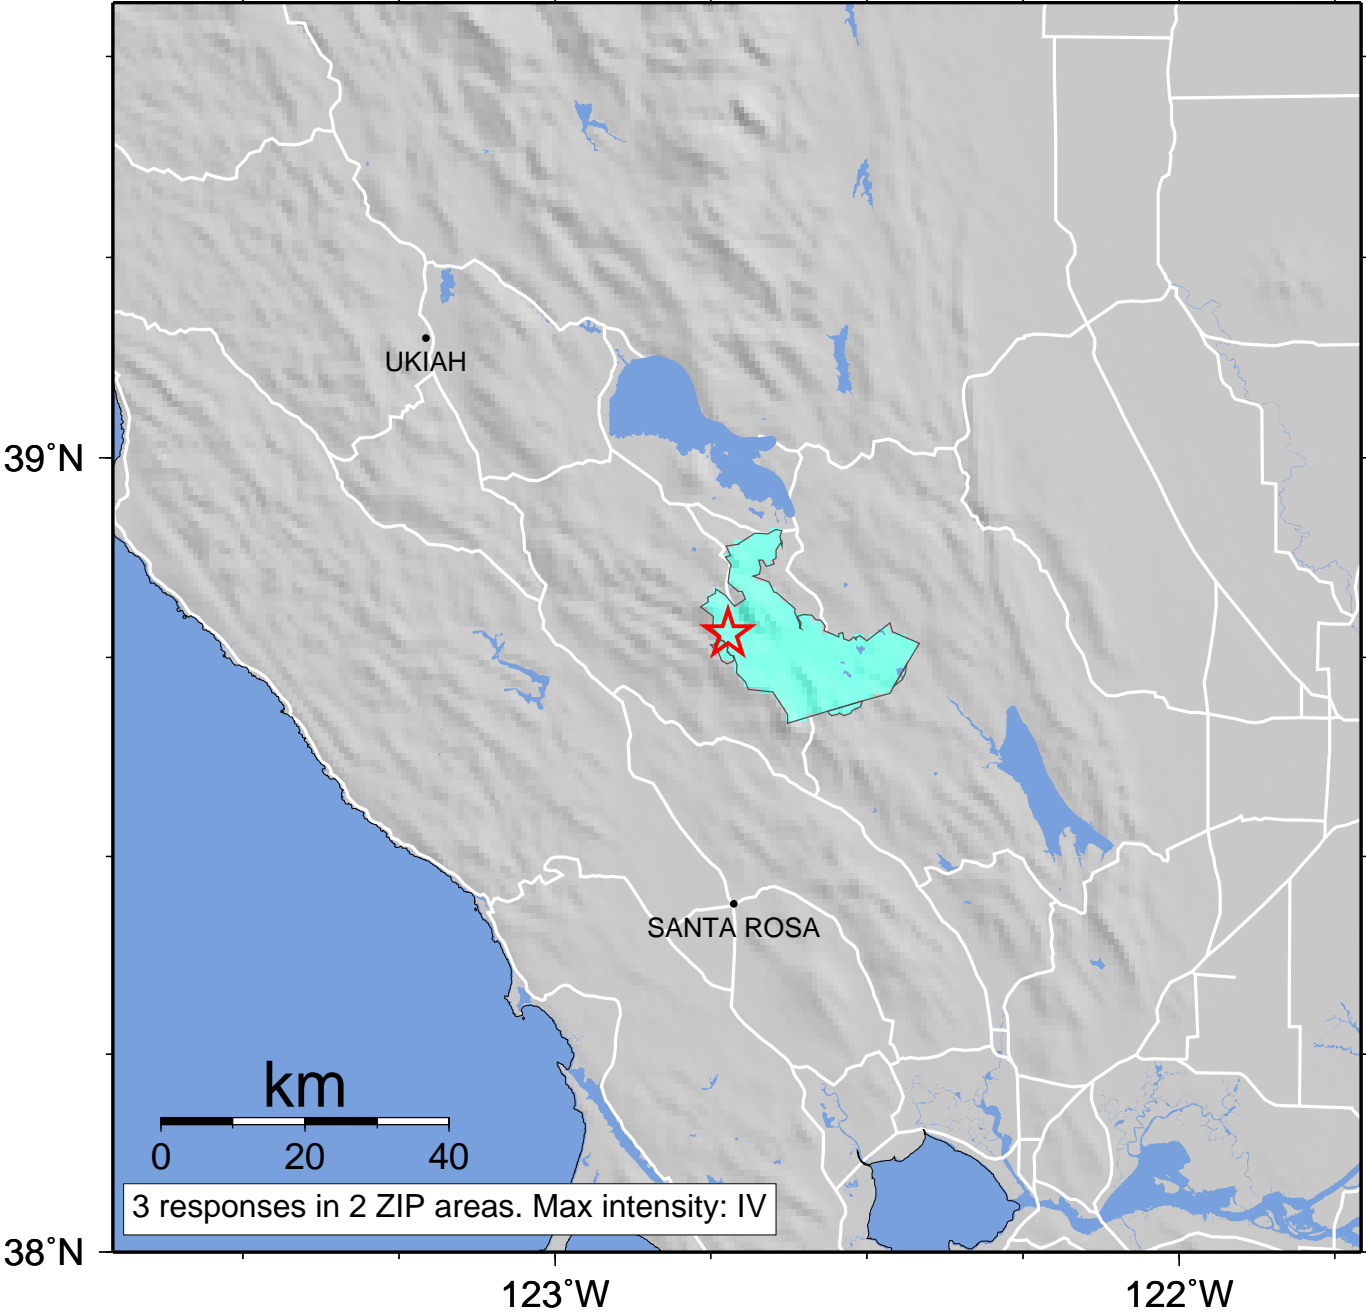 UKIAH
39°N
SANTA ROSA
km
0 20 40
3 responses in 2 ZIP areas. Max intensity: IV
38°N
123°W 122°W